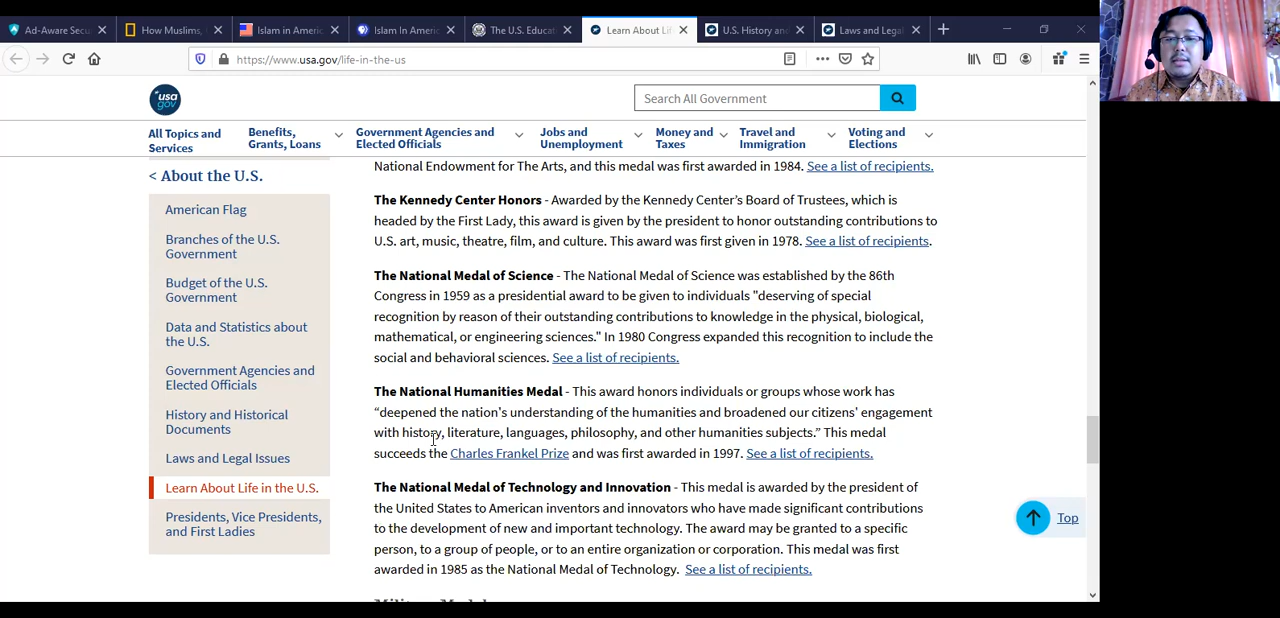 Ad-Aware Secu
How Muslims,
Islam in Americ
Islam In Americ
The U.S. Educat
Learn About Lif
U.S. History and
Laws and Legal
https://www.usa.gov/life-in-the-us
usa
gov
Search All Government
All Topics and
Services
Benefits,
Grants, Loans
Government Agencies and
Elected Officials
Jobs and
Unemployment
Money and
Taxes
Travel and
Immigration
Voting and
Elections
< About the U.S.
American Flag
Branches of the U.S.
Government
Budget of the U.S.
Government
Data and Statistics about
the U.S.
Government Agencies and
Elected Officials
History and Historical
Documents
Laws and Legal Issues
Learn About Life in the U.S.
Presidents, Vice Presidents,
and First Ladies
National Endowment for The Arts, and this medal was first awarded in 1984. See a list of recipients.
The Kennedy Center Honors - Awarded by the Kennedy Center's Board of Trustees, which is
headed by the First Lady, this award is given by the president to honor outstanding contributions to
U.S. art, music, theatre, film, and culture. This award was first given in 1978. See a list of recipients.
The National Medal of Science - The National Medal of Science was established by the 86th
Congress in 1959 as a presidential award to be given to individuals "deserving of special
recognition by reason of their outstanding contributions to knowledge in the physical, biological,
mathematical, or engineering sciences." In 1980 Congress expanded this recognition to include the
social and behavioral sciences. See a list of recipients.
The National Humanities Medal - This award honors individuals or groups whose work has
“deepened the nation's understanding of the humanities and broadened our citizens' engagement
with history, literature, languages, philosophy, and other humanities subjects.” This medal
succeeds the Charles Frankel Prize and was first awarded in 1997. See a list of recipients.
The National Medal of Technology and Innovation - This medal is awarded by the president of
the United States to American inventors and innovators who have made significant contributions
to the development of new and important technology. The award may be granted to a specific
person, to a group of people, or to an entire organization or corporation. This medal was first
awarded in 1985 as the National Medal of Technology. See a list of recipients.
Top